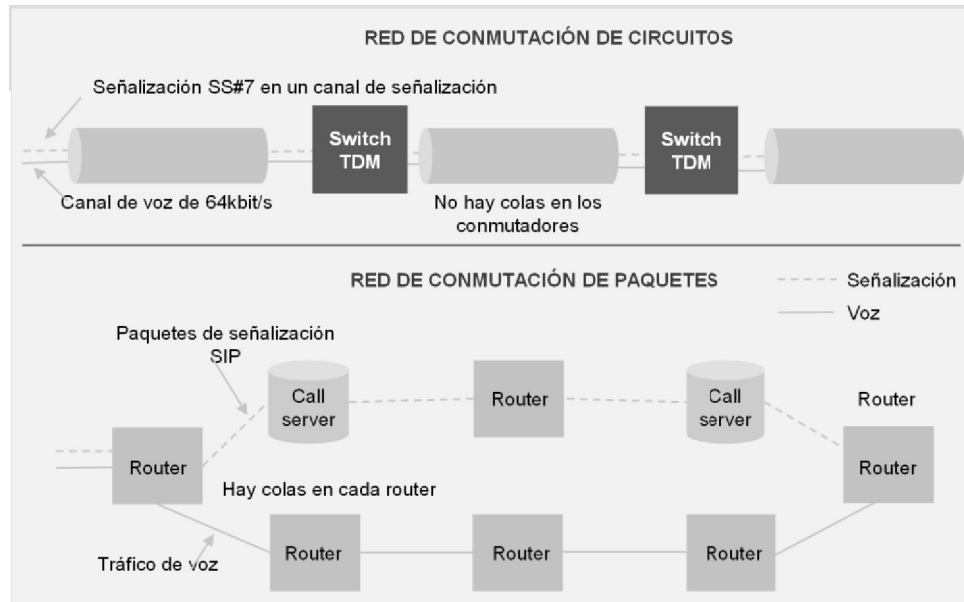 RED DE CONMUTACIÓN DE CIRCUITOS
Señalización SS#7 en un canal de señalización
Switch
TDM
Switch
TDM
Canal de voz de 64kbit/s
No hay colas en los
conmutadores
RED DE CONMUTACIÓN DE PAQUETES
Señalización
Voz
Paquetes de señalización
SIP
Call
server
Router
Call
server
Router
Router
Router
Hay colas en cada router
Tráfico de voz
Router
Router
Router